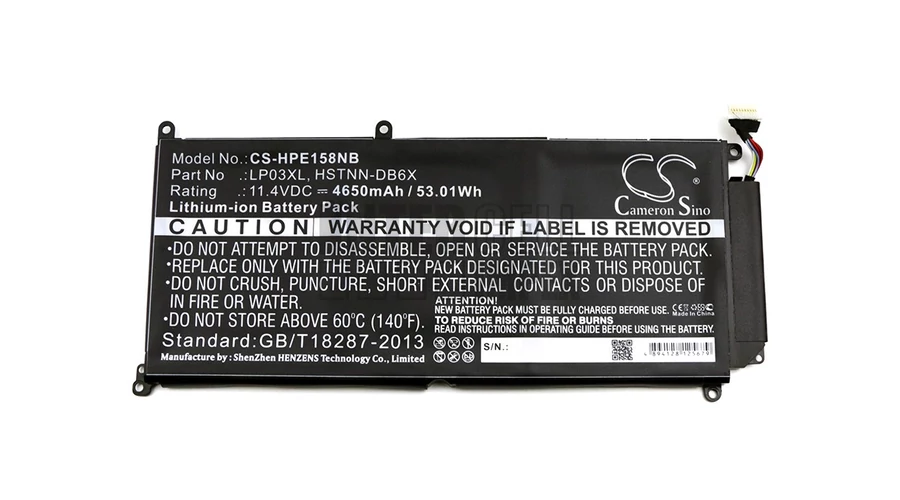 Model No.: CS-HPE158NB
Part No : LP03XL, HSTNN-DB6X
Rating : 11.4VDC 4650mAh / 53.01Wh
Lithium-ion Battery Pack
CS
Cameron Sino
CAUTION WARRANTY VOID IF LABEL IS REMOVED
*DO NOT ATTEMPT TO DISASSEMBLE, OPEN OR SERVICE THE BATTERY PACK.
*REPLACE ONLY WITH THE BATTERY PACK DESIGNATED FOR THIS PRODUCT.
*DO NOT CRUSH, PUNCTURE, SHORT EXTERNAL CONTACTS OR DISPOSE OF
IN FIRE OR WATER.
*DO NOT STORE ABOVE 60°C (140°F).
Standard:GB/T18287-2013
Manufacture by : ShenZhen HENZENS Technology Co., Limited
ATTENTION!
NEW BATTERY PACK MUST BE FULLY CHARGED BEFORE USE
TO REDUCE THE RISK OF FIRE OR BURNS
READ INSTRUCTIONS IN OPERATING MANUAL BEFORE USE
Made In China
S/N.:
4894128125679